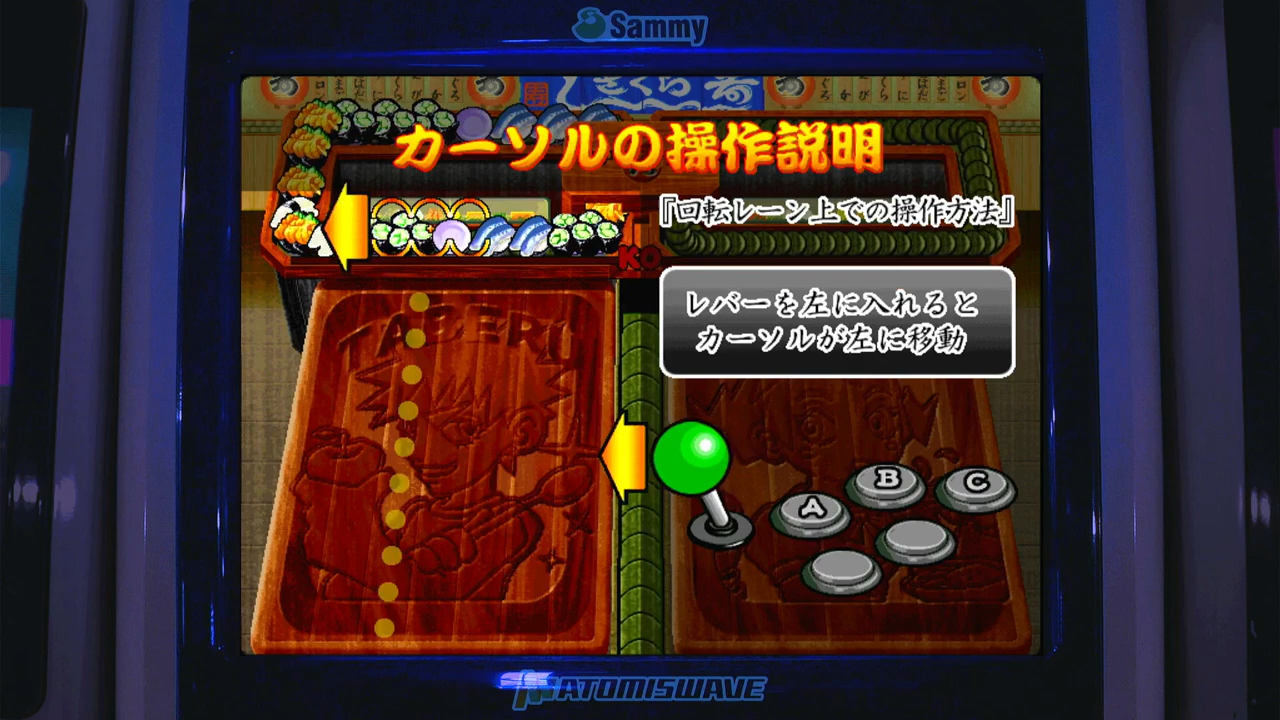 Sammy
カーソルの操作説明
『回転レーン上での操作方法』
KO
レバーを左に入れると
カーソルが左に移動
TABERU
B
C
A
ATOMISWAVE